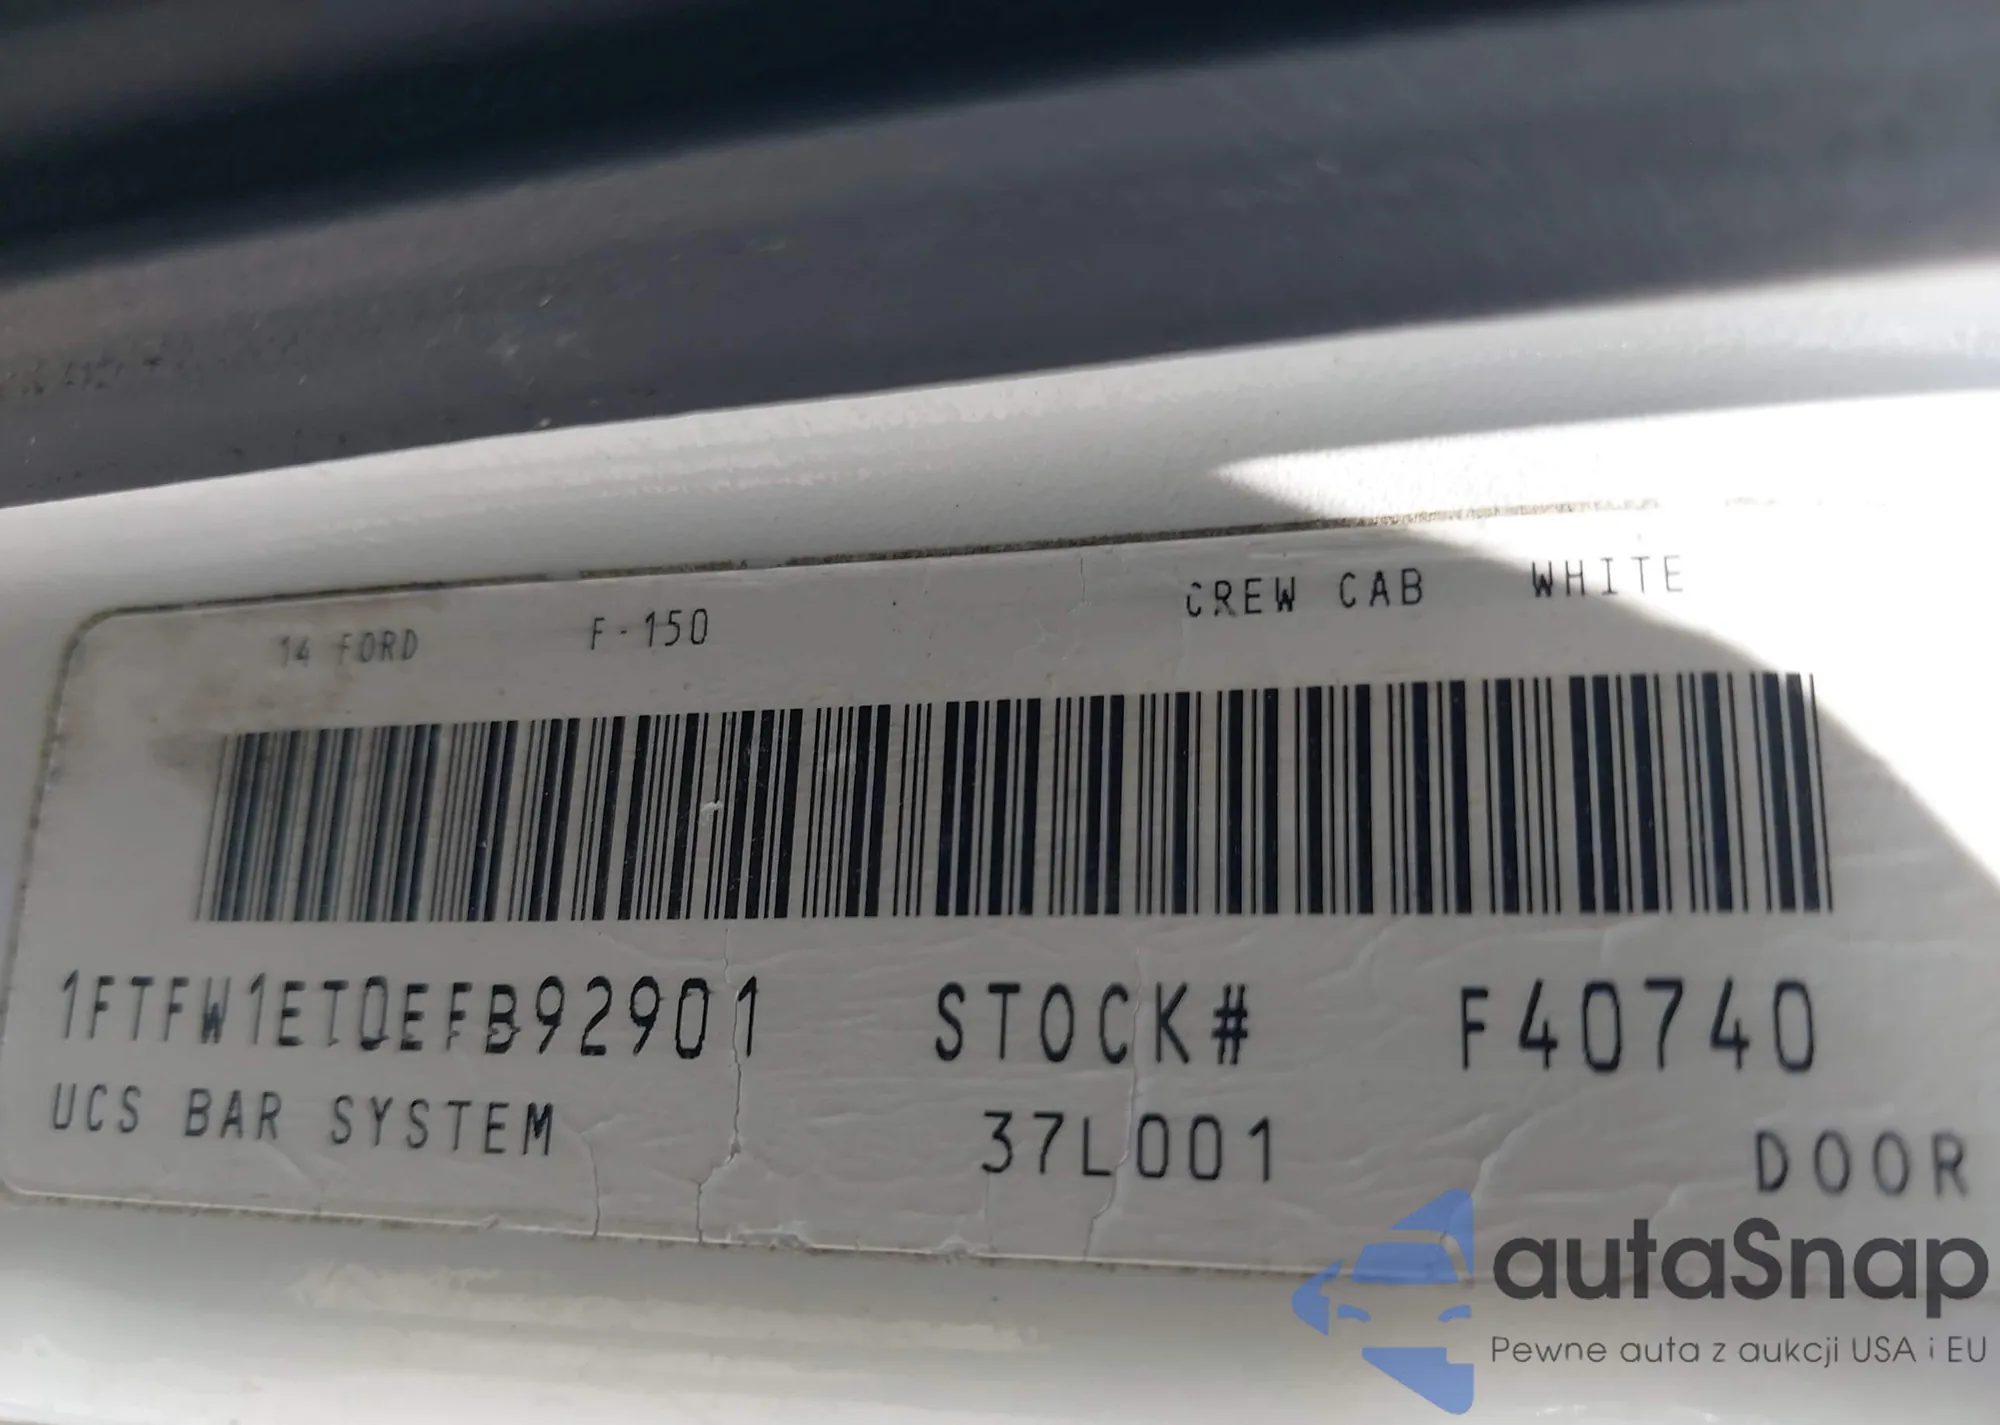 14 FORD F-150 CREW CAB WHITE
1FTFW1ET0EFB92901 STOCK# F40740
UCS BAR SYSTEM 37L001 DOOR
autaSnap
Pewne auta z aukcji USA i EU